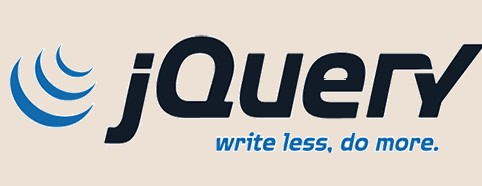 jQuery
write less, do more.